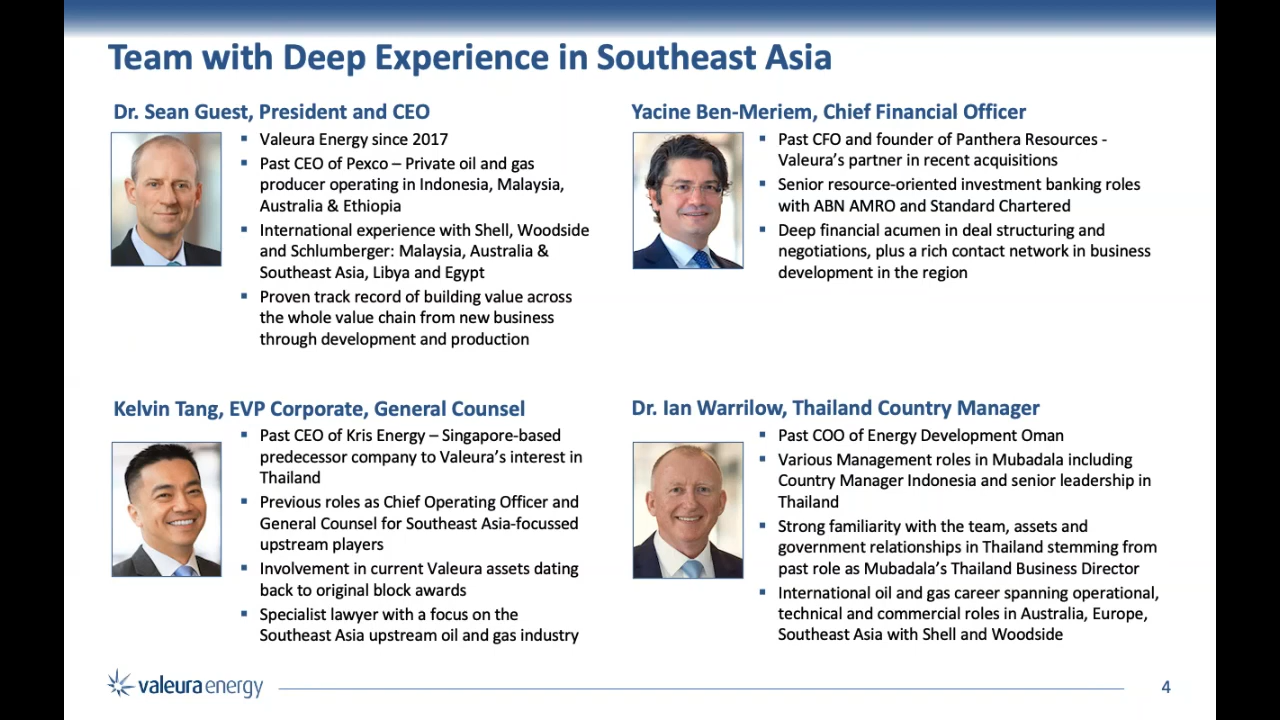 Team with Deep Experience in Southeast Asia
Dr. Sean Guest, President and CEO
▪ Valeura Energy since 2017
▪ Past CEO of Pexco – Private oil and gas
producer operating in Indonesia, Malaysia,
Australia & Ethiopia
▪ International experience with Shell, Woodside
and Schlumberger: Malaysia, Australia &
Southeast Asia, Libya and Egypt
▪ Proven track record of building value across
the whole value chain from new business
through development and production
Yacine Ben-Meriem, Chief Financial Officer
▪ Past CFO and founder of Panthera Resources -
Valeura’s partner in recent acquisitions
▪ Senior resource-oriented investment banking roles
with ABN AMRO and Standard Chartered
▪ Deep financial acumen in deal structuring and
negotiations, plus a rich contact network in business
development in the region
Kelvin Tang, EVP Corporate, General Counsel
▪ Past CEO of Kris Energy – Singapore-based
predecessor company to Valeura’s interest in
Thailand
▪ Previous roles as Chief Operating Officer and
General Counsel for Southeast Asia-focussed
upstream players
▪ Involvement in current Valeura assets dating
back to original block awards
▪ Specialist lawyer with a focus on the
Southeast Asia upstream oil and gas industry
Dr. Ian Warrilow, Thailand Country Manager
▪ Past COO of Energy Development Oman
▪ Various Management roles in Mubadala including
Country Manager Indonesia and senior leadership in
Thailand
▪ Strong familiarity with the team, assets and
government relationships in Thailand stemming from
past role as Mubadala’s Thailand Business Director
▪ International oil and gas career spanning operational,
technical and commercial roles in Australia, Europe,
Southeast Asia with Shell and Woodside
valeura energy
4